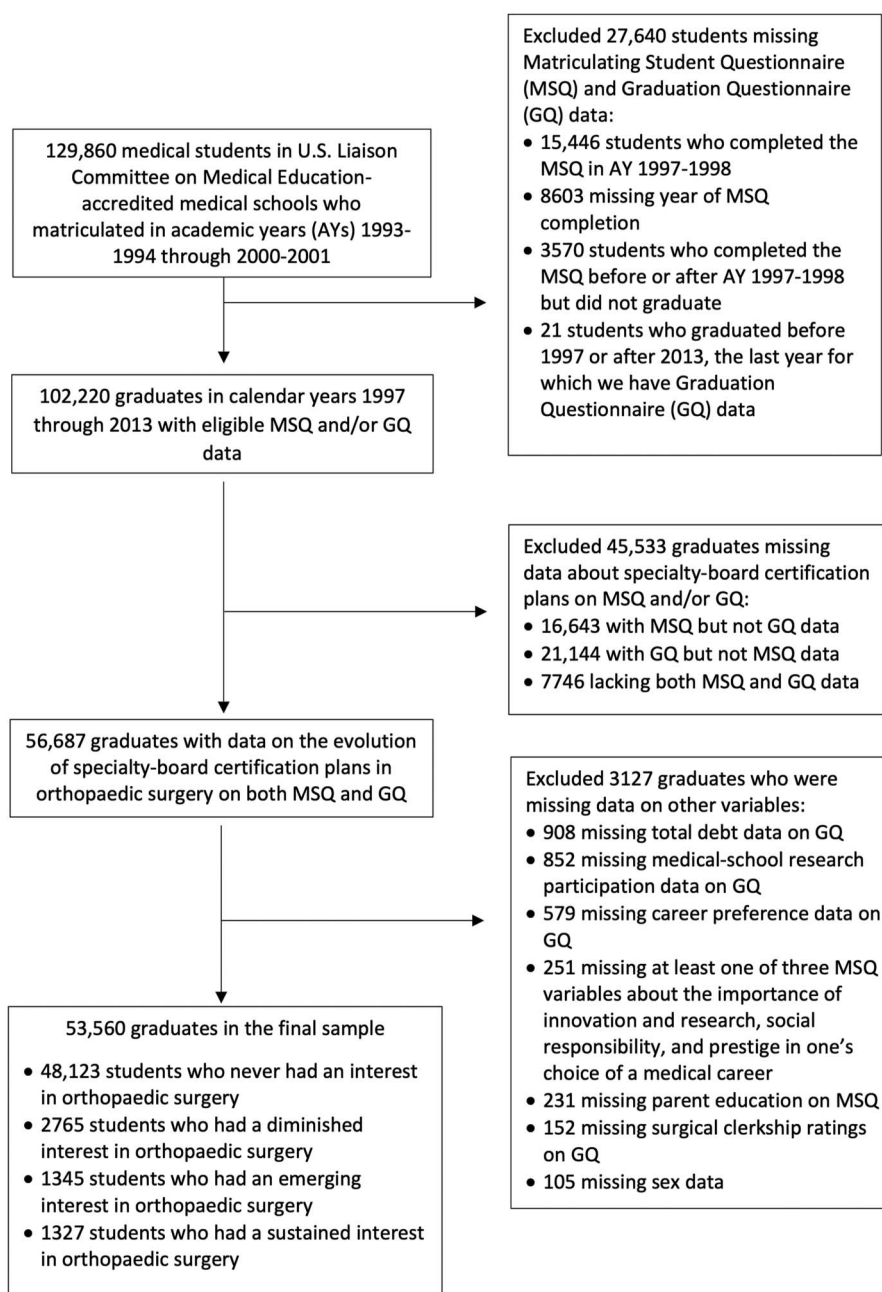 129,860 medical students in U.S. Liaison
Committee on Medical Education-
accredited medical schools who
matriculated in academic years (AYs) 1993-
1994 through 2000-2001
Excluded 27,640 students missing
Matriculating Student Questionnaire
(MSQ) and Graduation Questionnaire
(GQ) data:
• 15,446 students who completed the
MSQ in AY 1997-1998
• 8603 missing year of MSQ
completion
• 3570 students who completed the
MSQ before or after AY 1997-1998
but did not graduate
• 21 students who graduated before
1997 or after 2013, the last year for
which we have Graduation
Questionnaire (GQ) data
102,220 graduates in calendar years 1997
through 2013 with eligible MSQ and/or GQ
data
Excluded 45,533 graduates missing
data about specialty-board certification
plans on MSQ and/or GQ:
• 16,643 with MSQ but not GQ data
• 21,144 with GQ but not MSQ data
• 7746 lacking both MSQ and GQ data
56,687 graduates with data on the evolution
of specialty-board certification plans in
orthopaedic surgery on both MSQ and GQ
Excluded 3127 graduates who were
missing data on other variables:
• 908 missing total debt data on GQ
• 852 missing medical-school research
participation data on GQ
• 579 missing career preference data on
GQ
• 251 missing at least one of three MSQ
variables about the importance of
innovation and research, social
responsibility, and prestige in one’s
choice of a medical career
• 231 missing parent education on MSQ
• 152 missing surgical clerkship ratings
on GQ
• 105 missing sex data
53,560 graduates in the final sample
• 48,123 students who never had an interest
in orthopaedic surgery
• 2765 students who had a diminished
interest in orthopaedic surgery
• 1345 students who had an emerging
interest in orthopaedic surgery
• 1327 students who had a sustained interest
in orthopaedic surgery